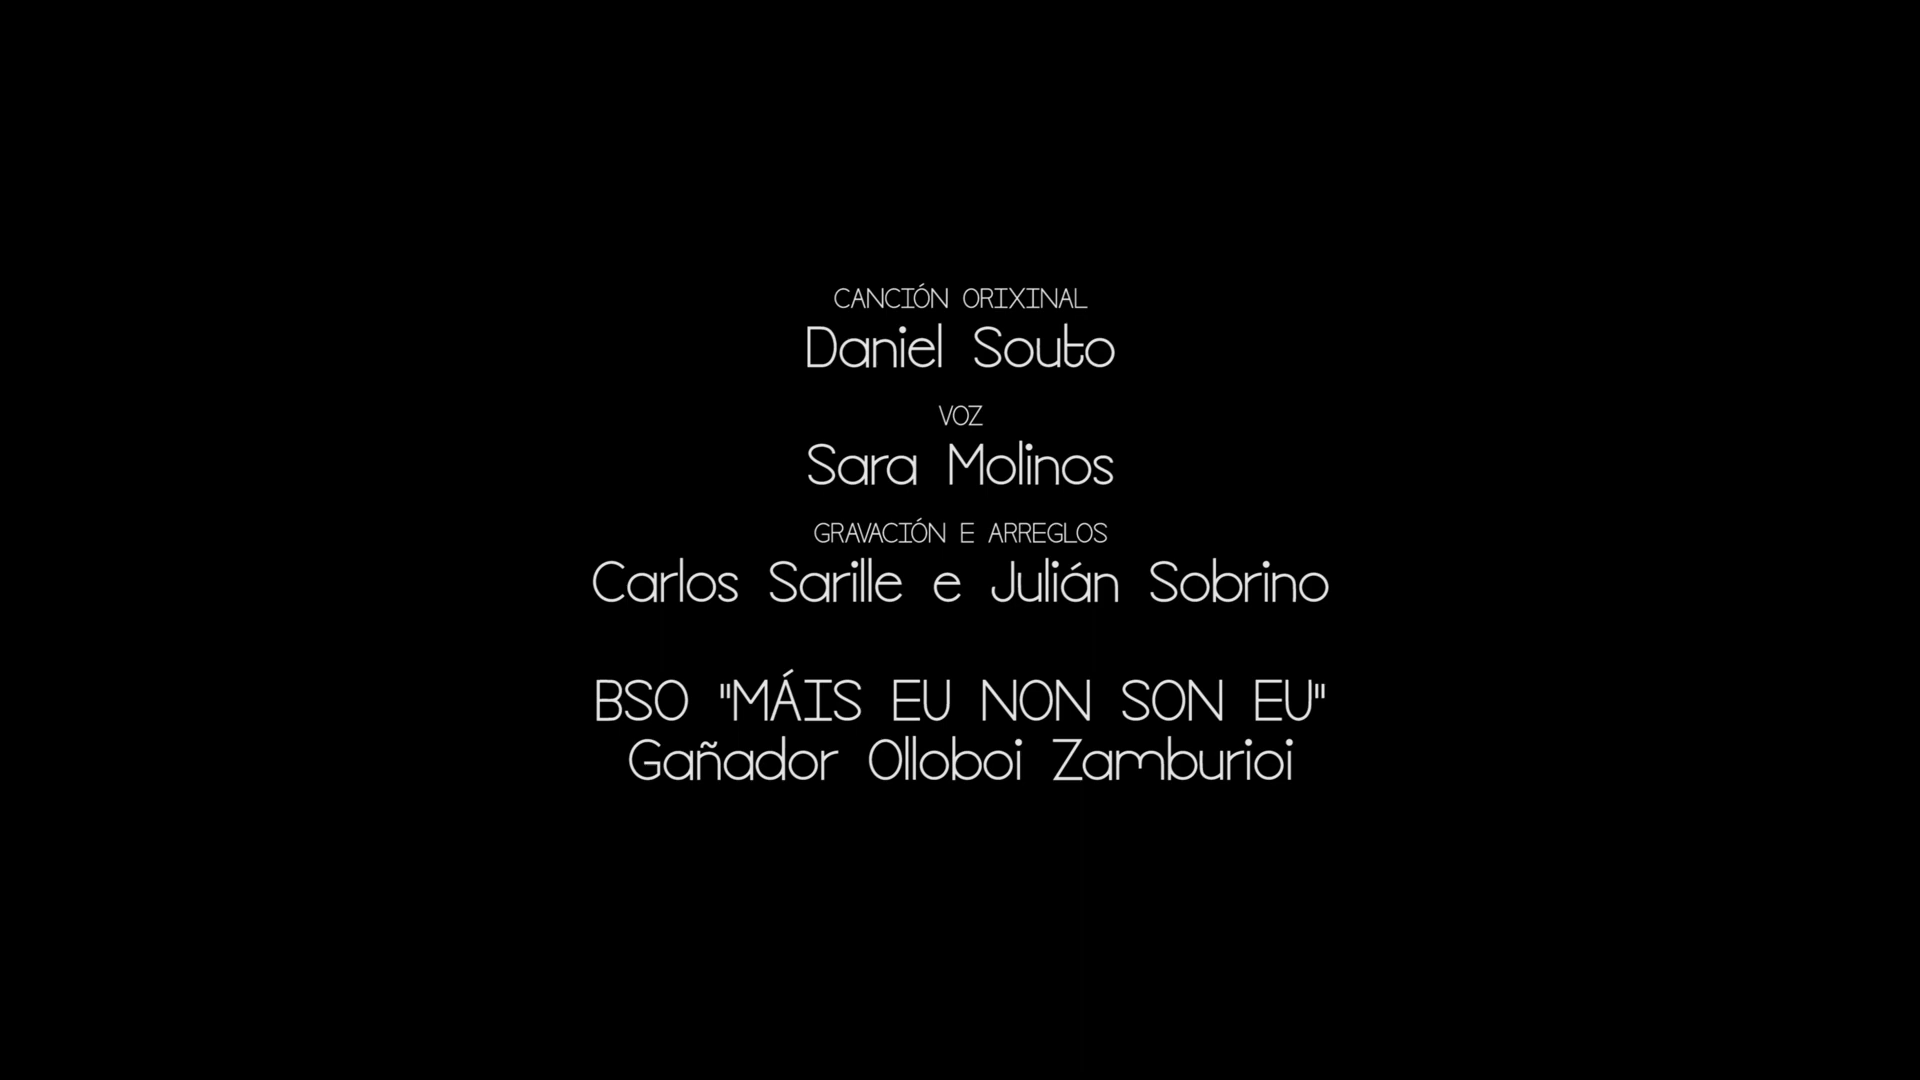 CANCIÓN ORIXINAL
Daniel Souto
VOZ
Sara Molinos
GRAVACIÓN E ARREGLOS
Carlos Sarille e Julián Sobrino
BSO "MÁIS EU NON SON EU"
Gañador Olloboi Zamburioi